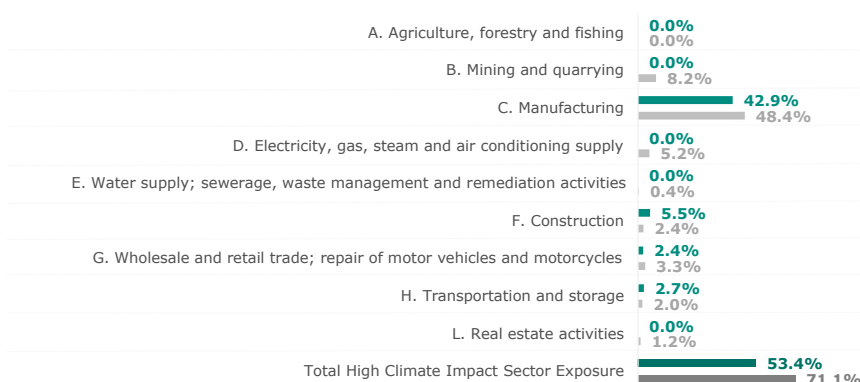 A. Agriculture, forestry and fishing 0.0%
0.0%
B. Mining and quarrying 0.0%
8.2%
C. Manufacturing 42.9%
48.4%
D. Electricity, gas, steam and air conditioning supply 0.0%
5.2%
E. Water supply; sewerage, waste management and remediation activities 0.0%
0.4%
F. Construction 5.5%
2.4%
G. Wholesale and retail trade; repair of motor vehicles and motorcycles 2.4%
3.3%
H. Transportation and storage 2.7%
2.0%
L. Real estate activities 0.0%
1.2%
Total High Climate Impact Sector Exposure 53.4%
71.1%